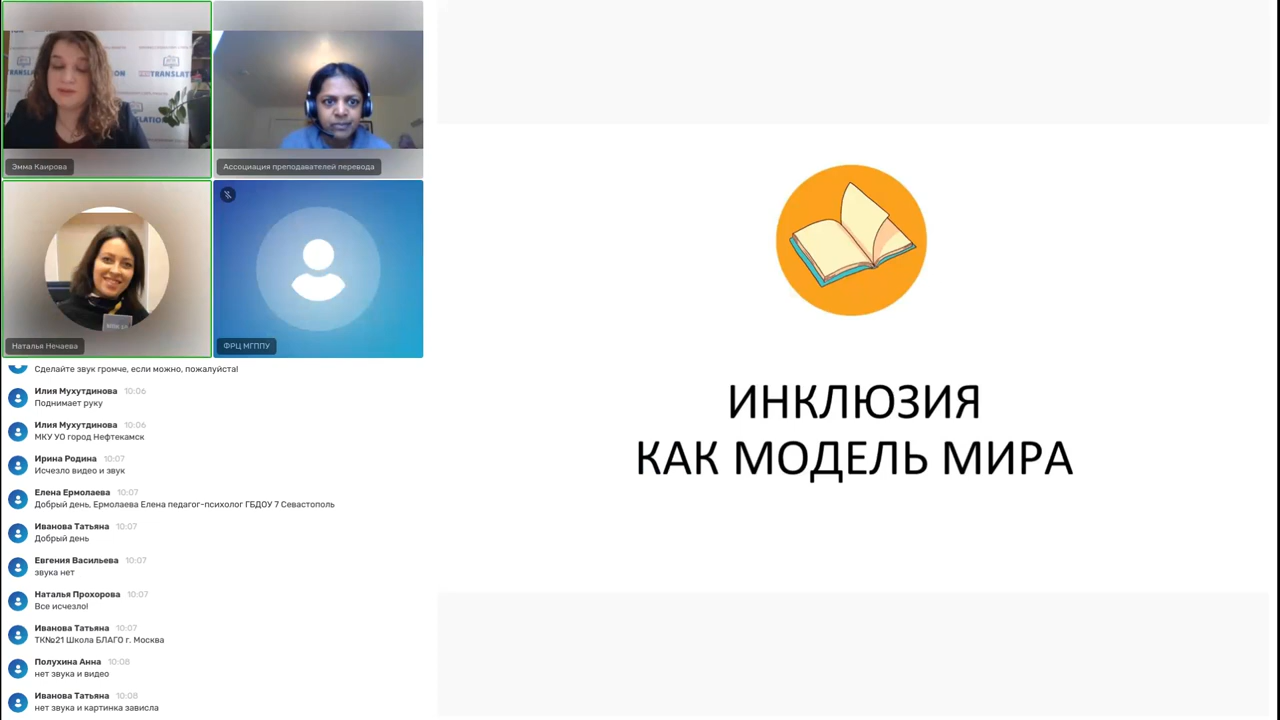 TRANSLAT
TRANSLATION
Эмма Каирова
Ассоциация преподавателей перевода
Наталья Нечаева
ФРЦ МГППУ
Сделайте звук громче, если можно, пожалуйста!
Илия Мухутдинова 10:06
Поднимает руку
Илия Мухутдинова 10:06
МКУ УО город Нефтекамск
Ирина Родина 10:07
Исчезло видео и звук
Елена Ермолаева 10:07
Добрый день, Ермолаева Елена педагог-психолог ГБДОУ 7 Севастополь
Иванова Татьяна 10:07
Добрый день
Евгения Васильева 10:07
звука нет
Наталья Прохорова 10:07
Все исчезло!
Иванова Татьяна 10:07
ТК№21 Школа БЛАГО г. Москва
Полухина Анна 10:08
нет звука и видео
Иванова Татьяна 10:08
нет звука и картинка зависла
ИНКЛЮЗИЯ
КАК МОДЕЛЬ МИРА